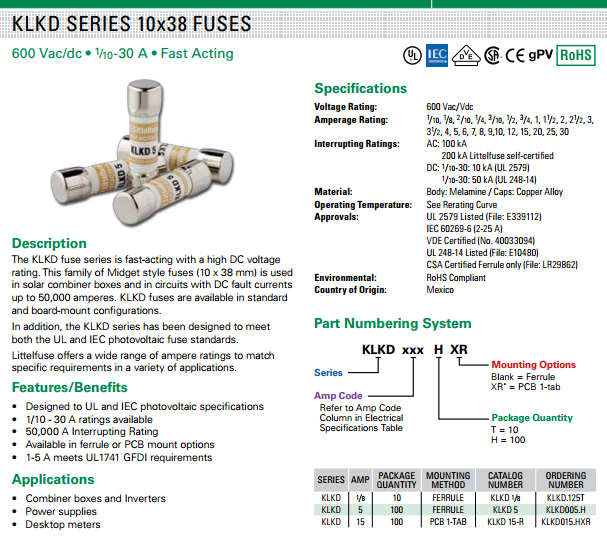 KLKD SERIES 10x38 FUSES
600 Vac/dc • 1/10-30 A • Fast Acting
UL
IEC
VDE
gPV
RoHS
Littelfuse
KLKD 5
KLKD 5
Description
The KLKD fuse series is fast-acting with a high DC voltage
rating. This family of Midget style fuses (10 x 38 mm) is used
in solar combiner boxes and in circuits with DC fault currents
up to 50,000 amperes. KLKD fuses are available in standard
and board-mount configurations.
In addition, the KLKD series has been designed to meet
both the UL and IEC photovoltaic fuse standards.
Littelfuse offers a wide range of ampere ratings to match
specific requirements in a variety of applications.
Features/Benefits
• Designed to UL and IEC photovoltaic specifications
• 1/10 - 30 A ratings available
• 50,000 A Interrupting Rating
• Available in ferrule or PCB mount options
• 1-5 A meets UL1741 GFDI requirements
Applications
• Combiner boxes and Inverters
• Power supplies
• Desktop meters
Specifications
Voltage Rating: 600 Vac/Vdc
Amperage Rating: 1/10, 1/8, 2/10, 1/4, 3/10, 1/2, 3/4, 1, 11/2, 2, 21/2, 3,
31/2, 4, 5, 6, 7, 8, 9,10, 12, 15, 20, 25, 30
Interrupting Ratings: AC: 100 kA
200 kA Littelfuse self-certified
DC: 1/10-30: 10 kA (UL 2579)
1/10-30: 50 kA (UL 248-14)
Material: Body: Melamine / Caps: Copper Alloy
Operating Temperature: See Rerating Curve
Approvals: UL 2579 Listed (File: E339112)
IEC 60269-6 (2-25 A)
VDE Certified (No. 40033094)
UL 248-14 Listed (File: E10480)
CSA Certified Ferrule only (File: LR29862)
Environmental: RoHS Compliant
Country of Origin: Mexico
Part Numbering System
KLKD xxx H XR
Series
Amp Code
Refer to Amp Code
Column in Electrical
Specifications Table
Mounting Options
Blank = Ferrule
XR* = PCB 1-tab
Package Quantity
T = 10
H = 100
SERIES AMP PACKAGE QUANTITY MOUNTING METHOD CATALOG NUMBER ORDERING NUMBER
KLKD 1/8 10 FERRULE KLKD 1/8 KLKD.125T
KLKD 5 100 FERRULE KLKD 5 KLKD005.H
KLKD 15 100 PCB 1-TAB KLKD 15-R KLKD015.HXR